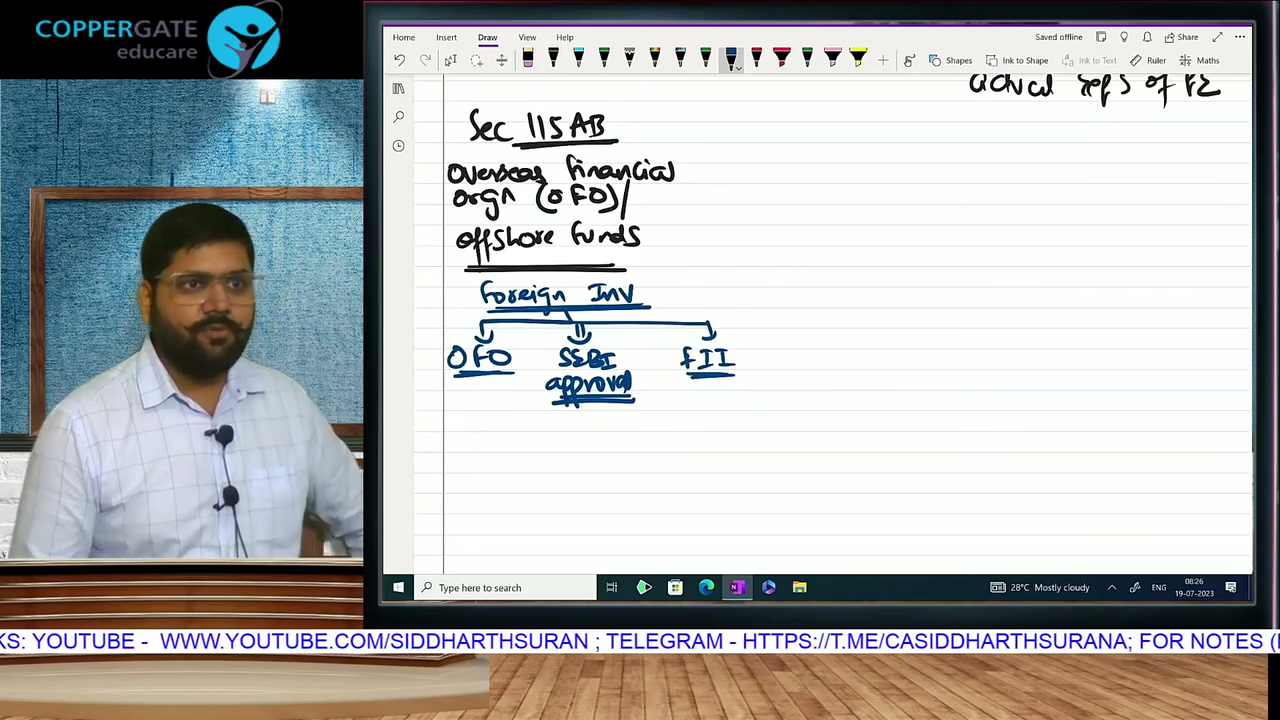 COPPERGATE
educare
Home Insert Draw View Help
Saved offline
Share
Shapes
Ink to Shape
Ink to Text
Ruler
Maths
of FE
Sec 115AB
overseas financial
orgn (OFO)/
offshore funds
Foreign Inv
OFO SEBI FII
approval
Type here to search
28°C Mostly cloudy
ENG
08:26
19-07-2023
KS: YOUTUBE - WWW.YOUTUBE.COM/SIDDHARTHSURAN ; TELEGRAM - HTTPS://T.ME/CASIDDHARTHSURANA; FOR NOTES (